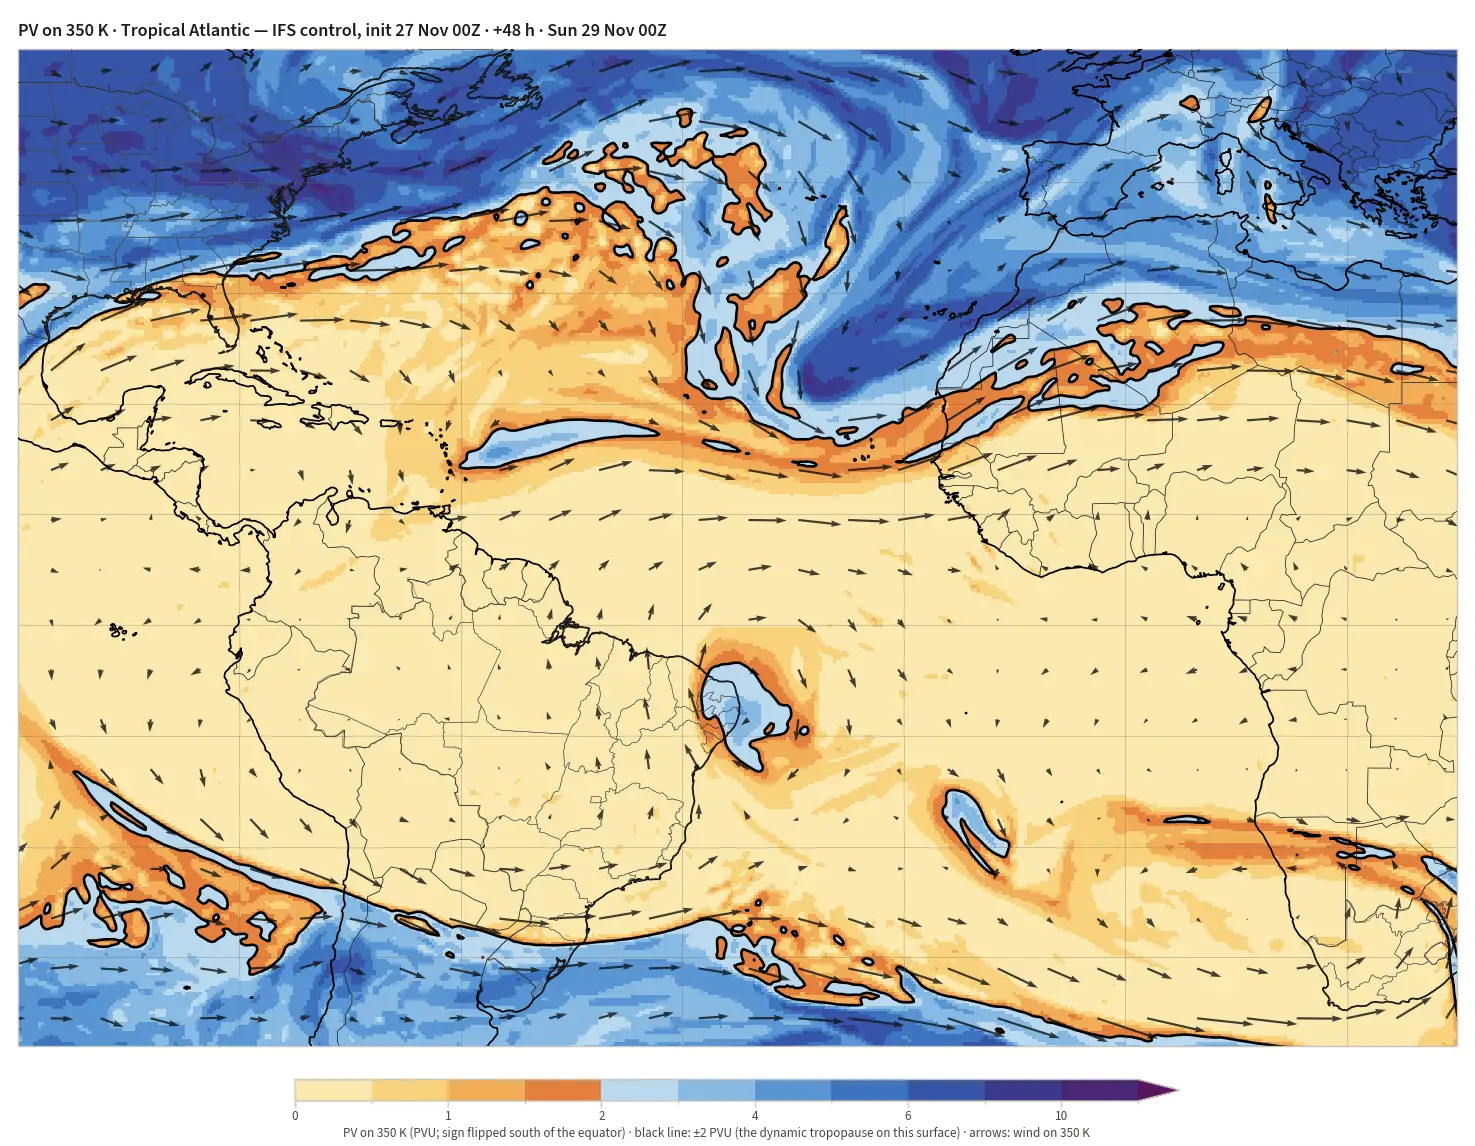 PV on 350 K · Tropical Atlantic — IFS control, init 27 Nov 00Z · +48 h · Sun 29 Nov 00Z
0 1 2 4 6 8 10
PV on 350 K (PVU; sign flipped south of the equator) · black line: ±2 PVU (the dynamic tropopause on this surface) · arrows: wind on 350 K